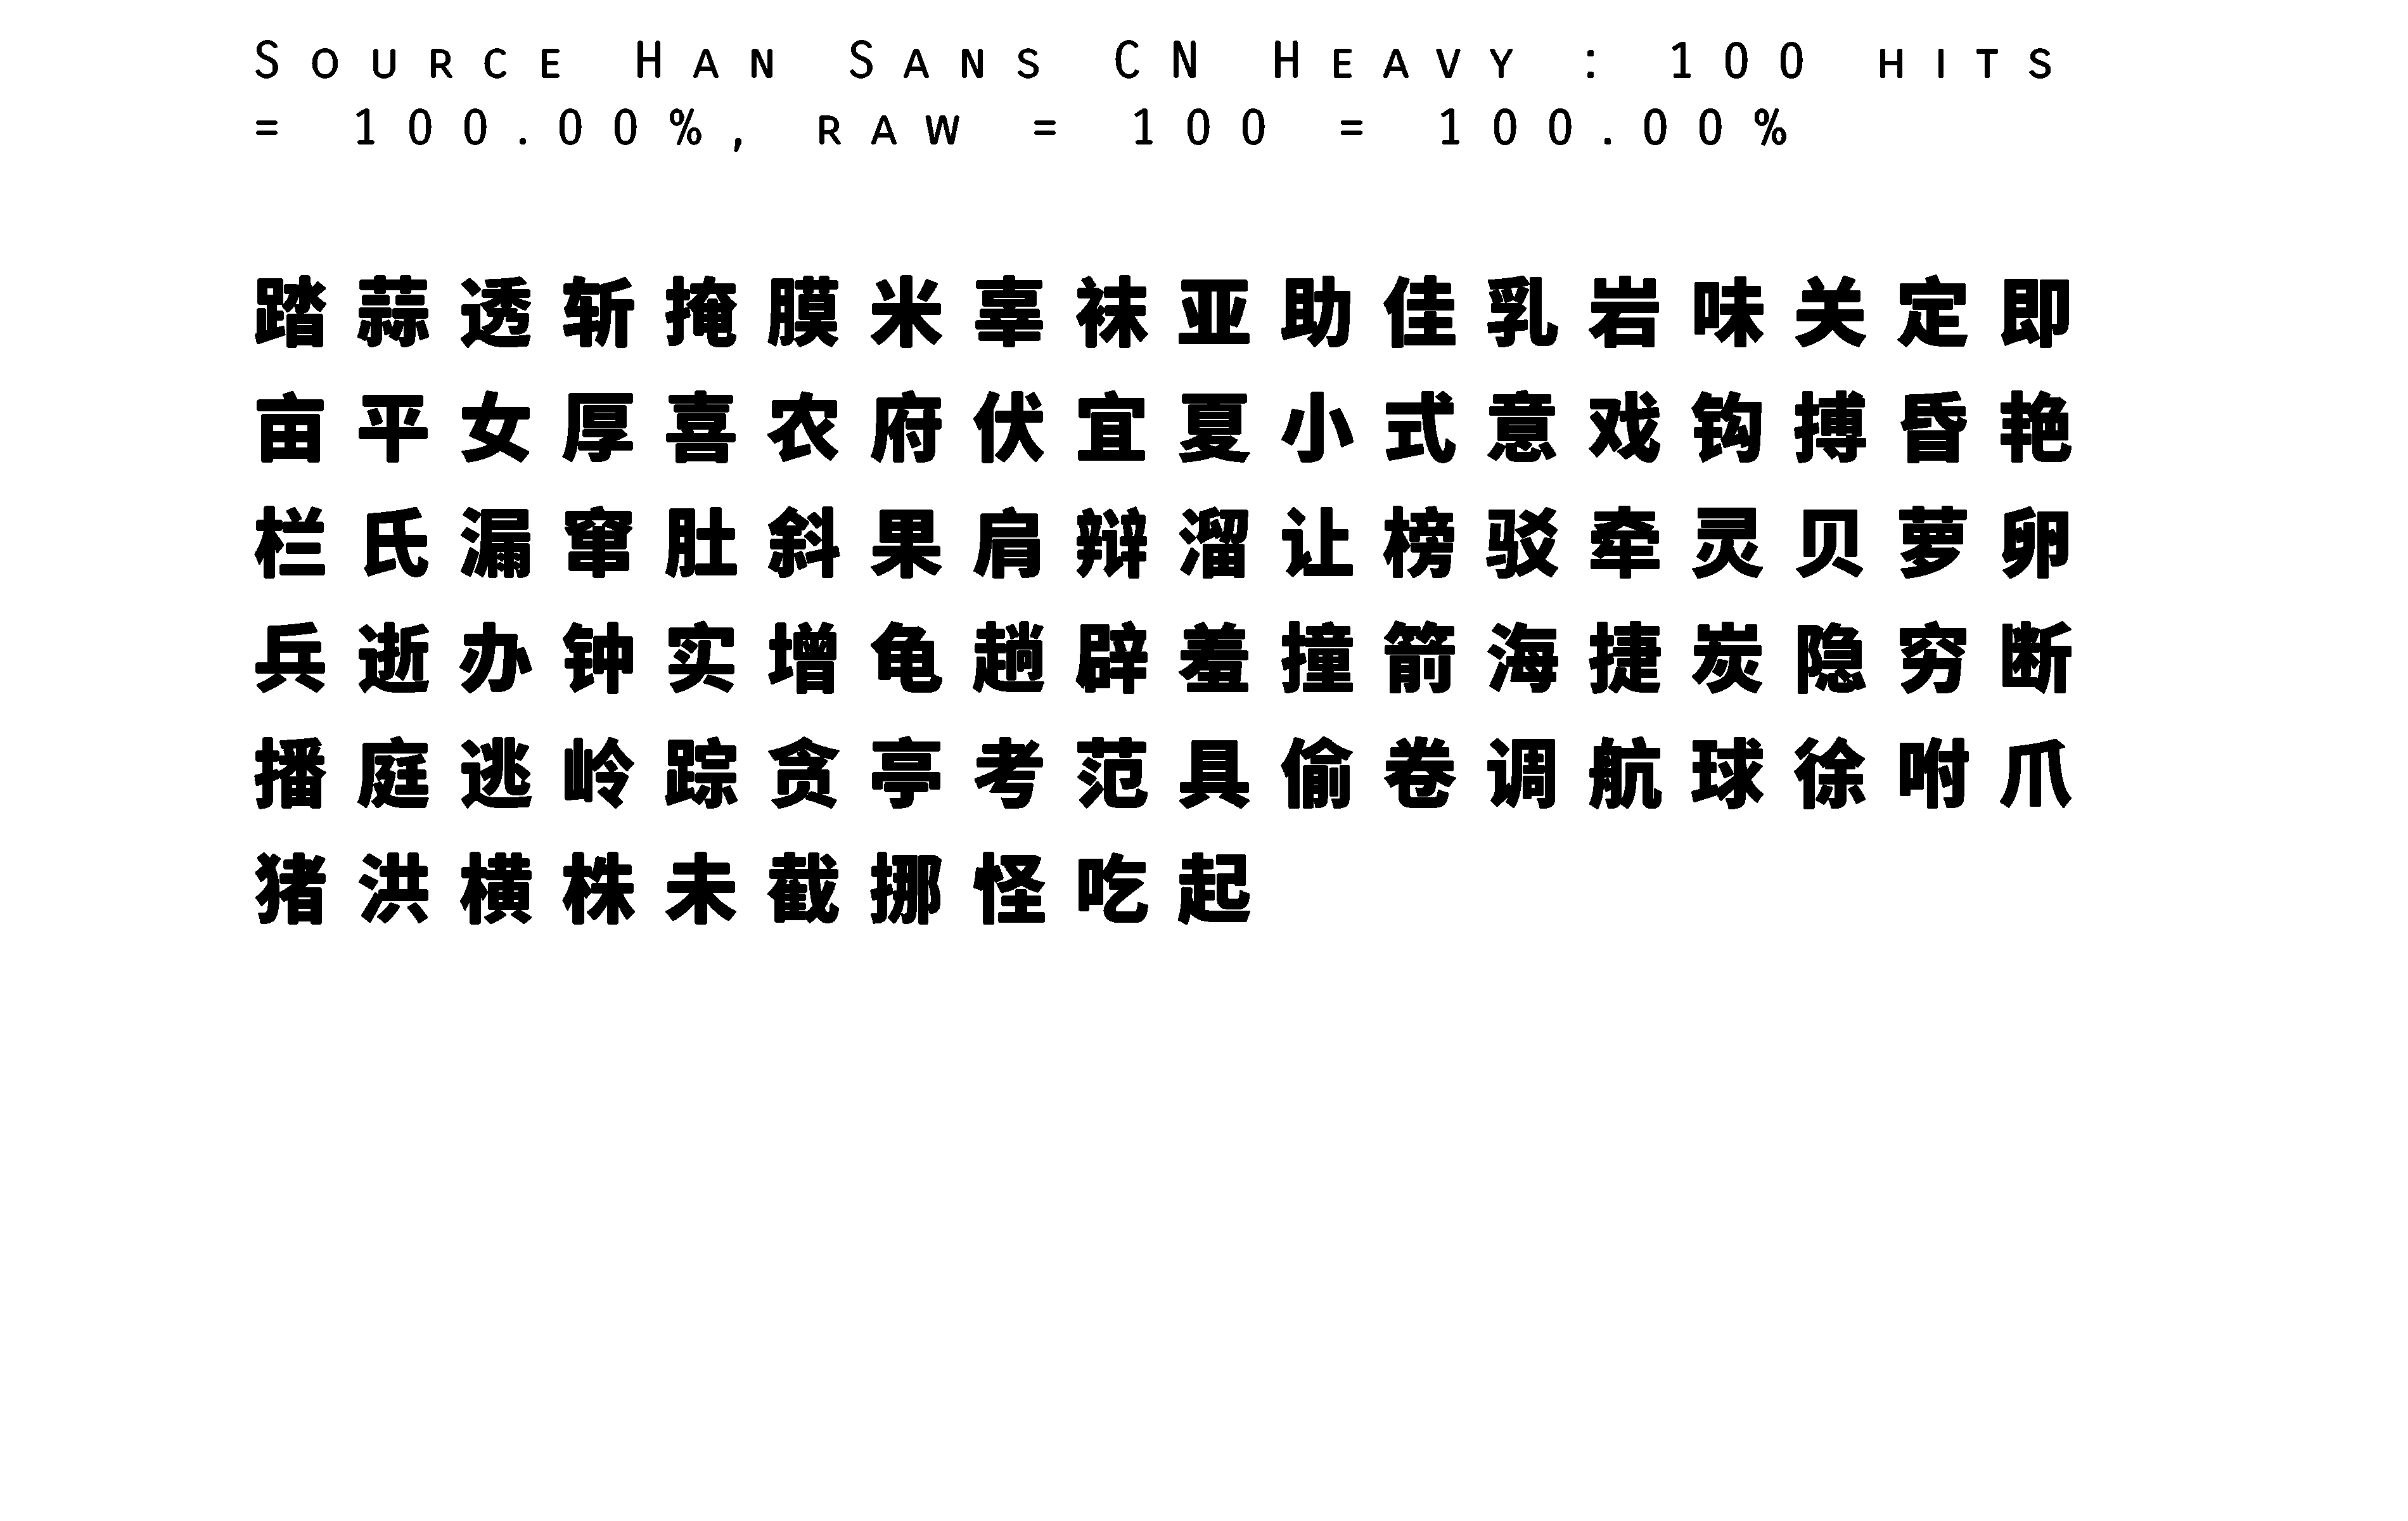 Source Han Sans CN Heavy : 100 hits
= 100.00%, raw = 100 = 100.00%
踏蒜透斩掩膜米辜袜亚助佳乳岩味关定即
亩平女厚喜农府伏宜夏小式意戏钩搏昏艳
栏氏漏窜肚斜果肩辩溜让榜驳牵灵贝萝卵
兵逝办钟实增龟趟辟羞撞箭海捷炭隐穷断
播庭逃岭踪贪亭考范具偷卷调航球徐咐爪
猪洪横株未截挪怪吃起